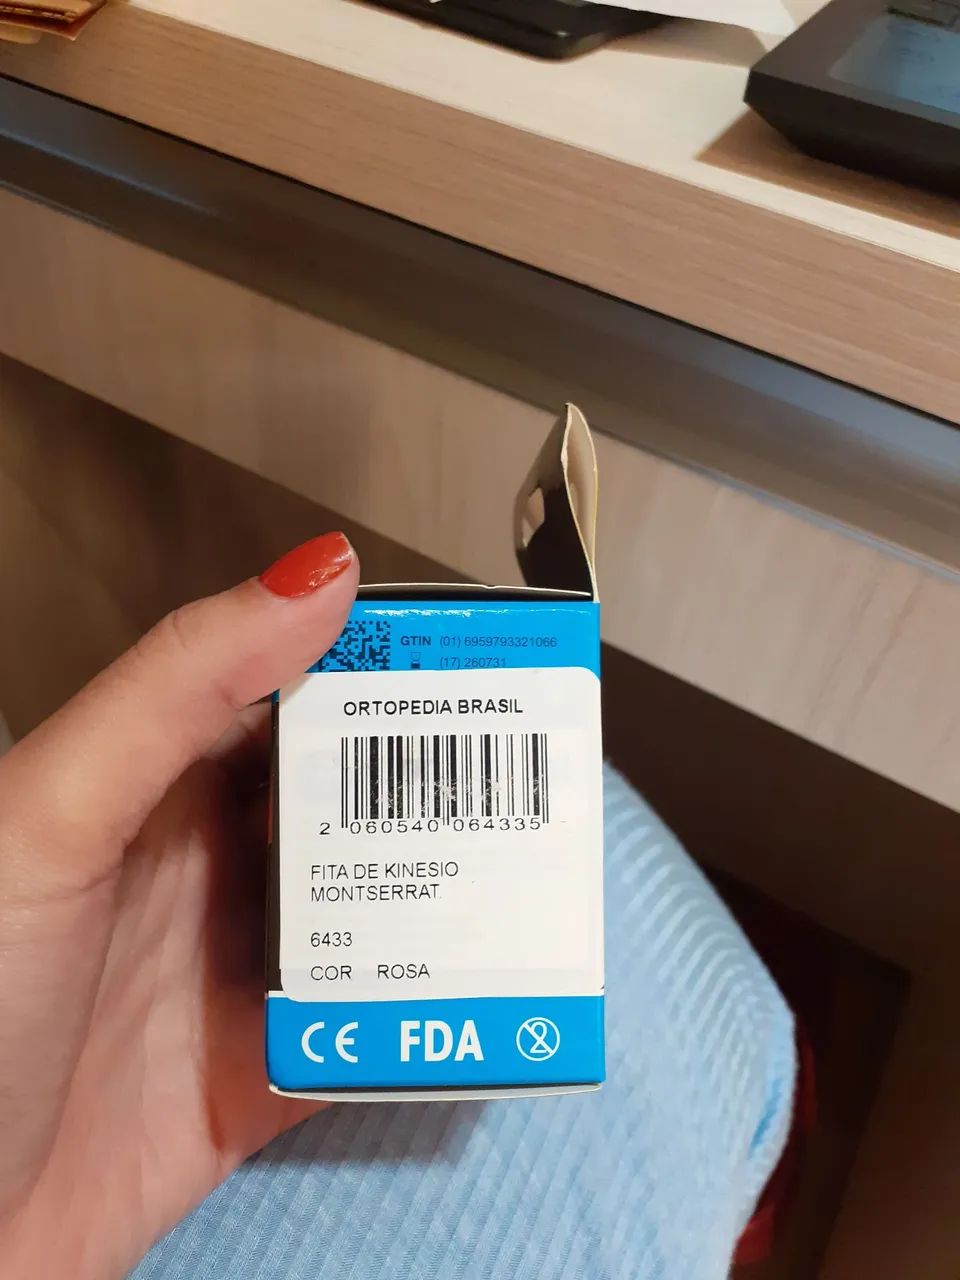 GTIN (01) 6959793321066
(17) 260731
ORTOPEDIA BRASIL
2 060540 064335
FITA DE KINESIO
MONTSERRAT.
6433
COR ROSA
CE FDA 2